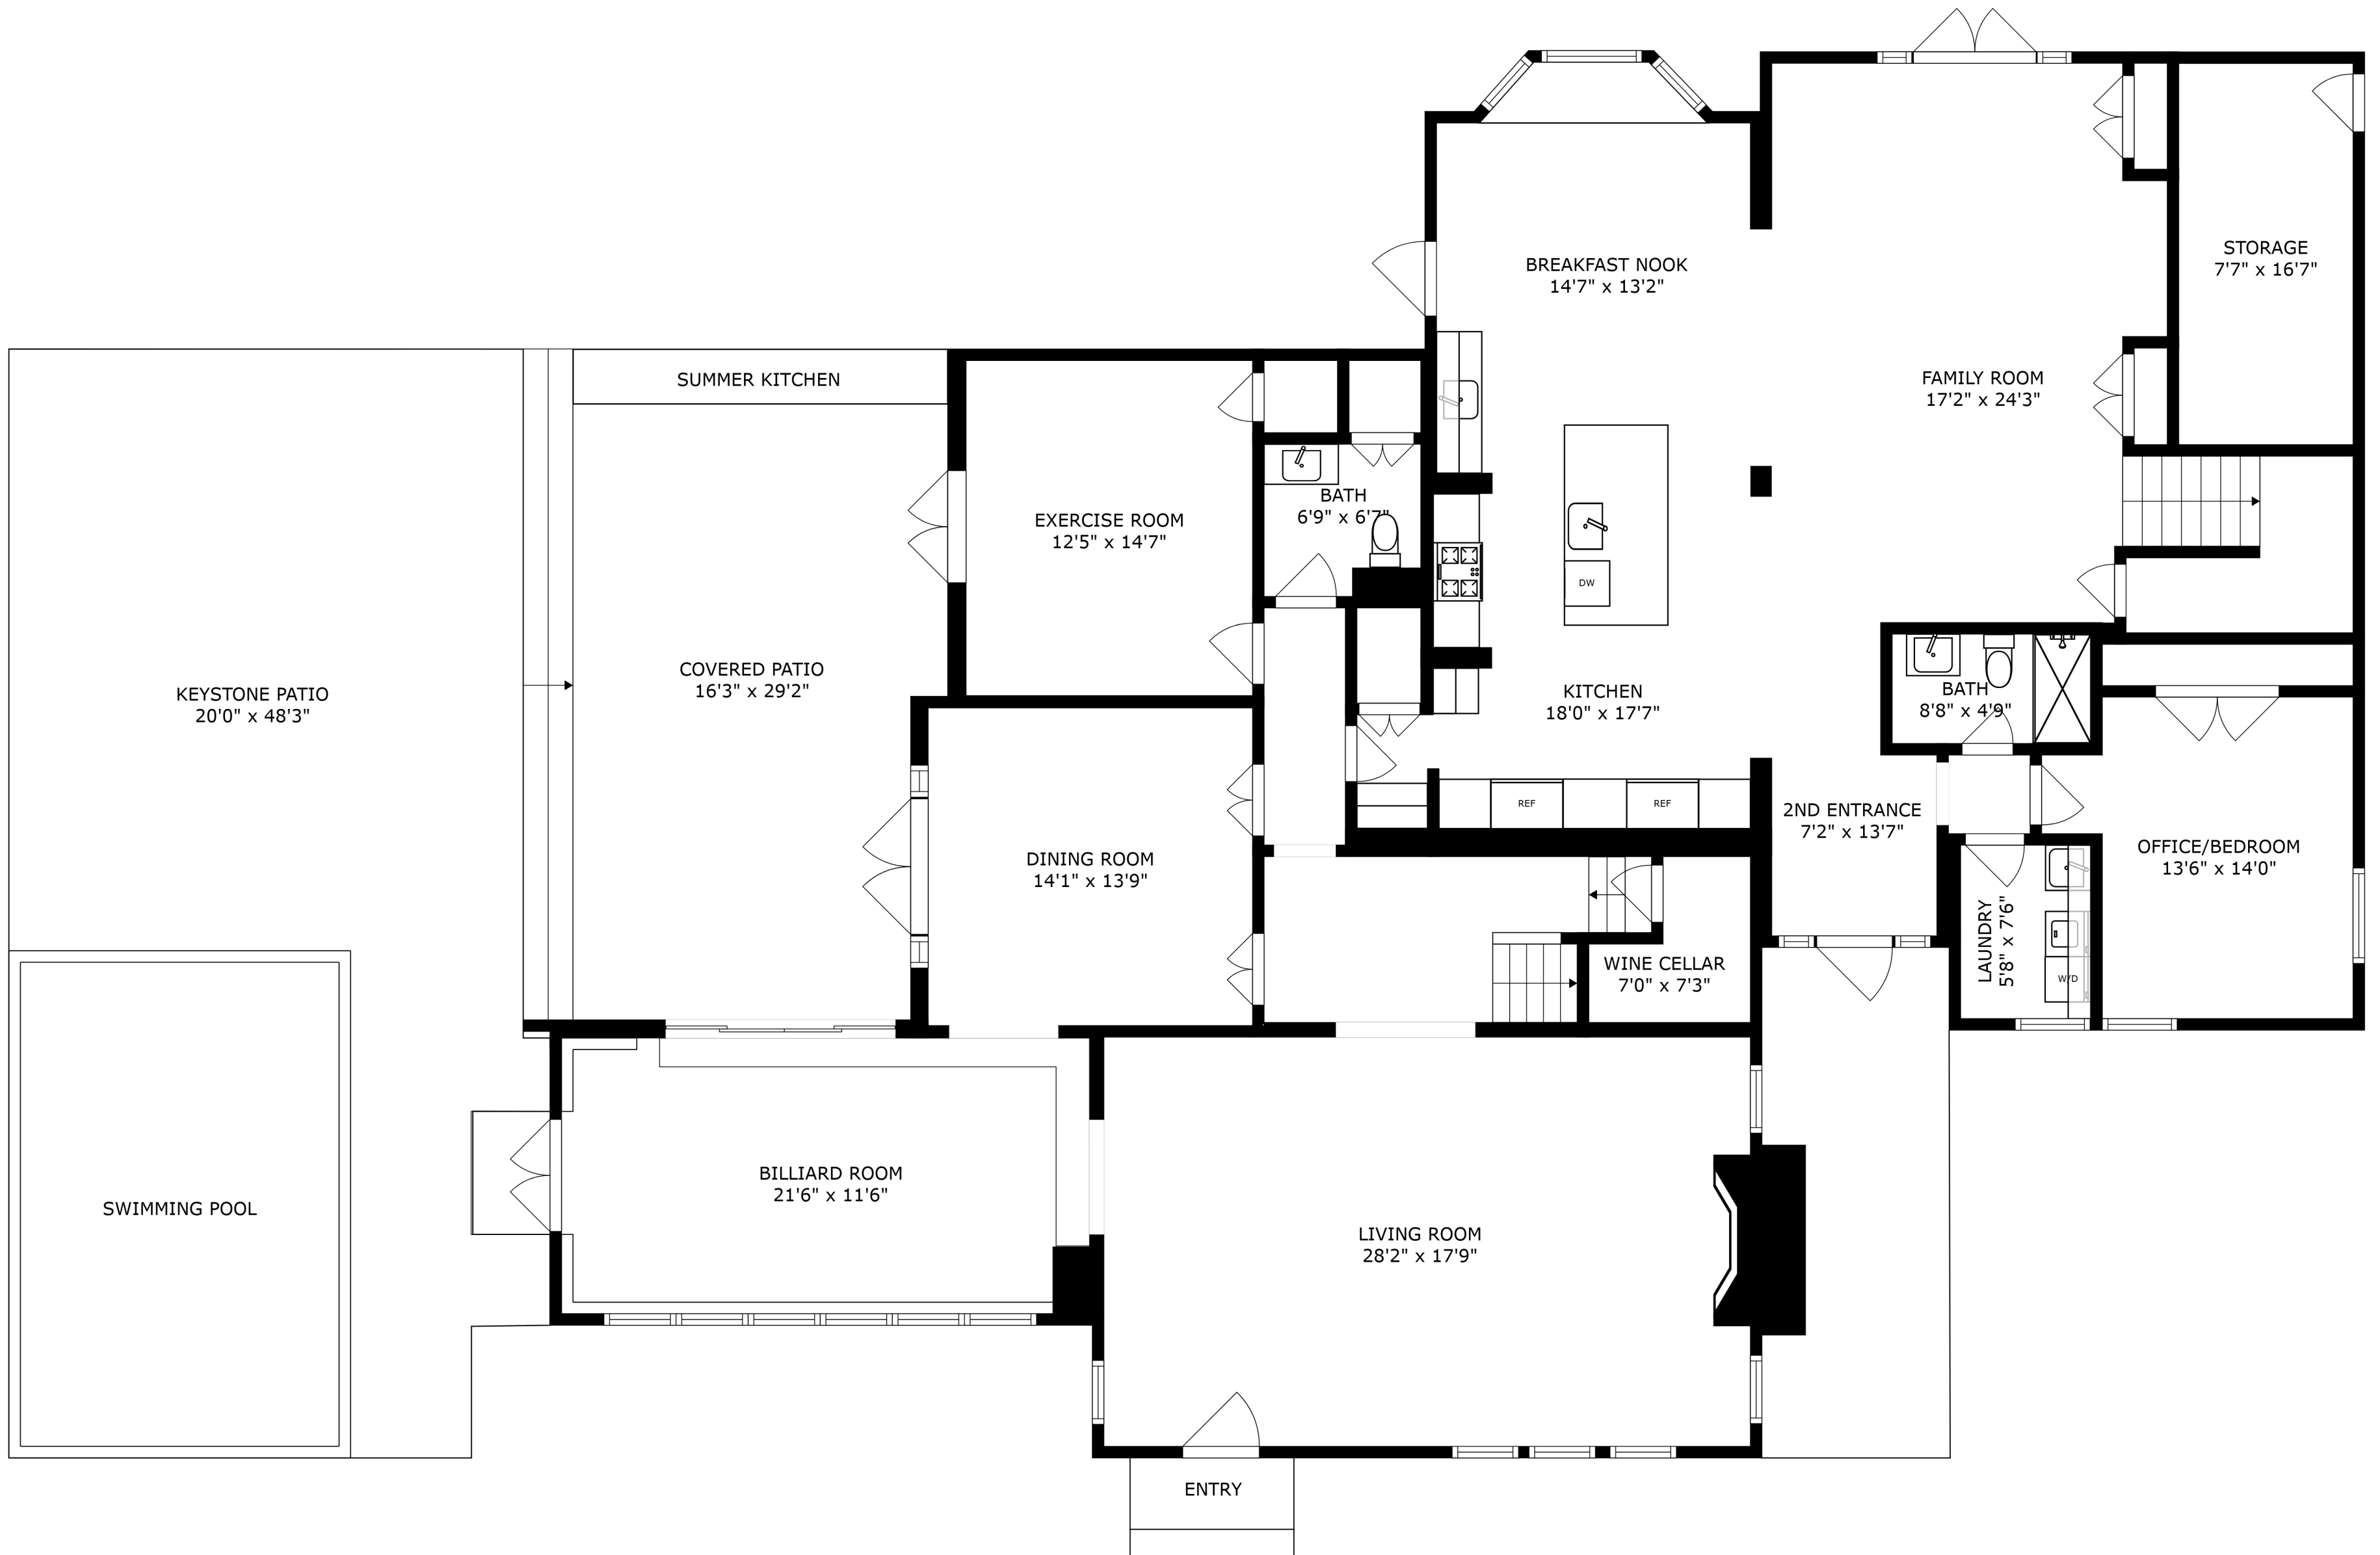 STORAGE
7'7" x 16'7"
BREAKFAST NOOK
14'7" x 13'2"
FAMILY ROOM
17'2" x 24'3"
SUMMER KITCHEN
BATH
6'9" x 6'7"
EXERCISE ROOM
12'5" x 14'7"
DW
COVERED PATIO
16'3" x 29'2"
KEYSTONE PATIO
20'0" x 48'3"
KITCHEN
18'0" x 17'7"
BATH
8'8" x 4'9"
REF
REF
2ND ENTRANCE
7'2" x 13'7"
OFFICE/BEDROOM
13'6" x 14'0"
DINING ROOM
14'1" x 13'9"
LAUNDRY
5'8" x 7'6"
W/D
WINE CELLAR
7'0" x 7'3"
BILLIARD ROOM
21'6" x 11'6"
SWIMMING POOL
LIVING ROOM
28'2" x 17'9"
ENTRY